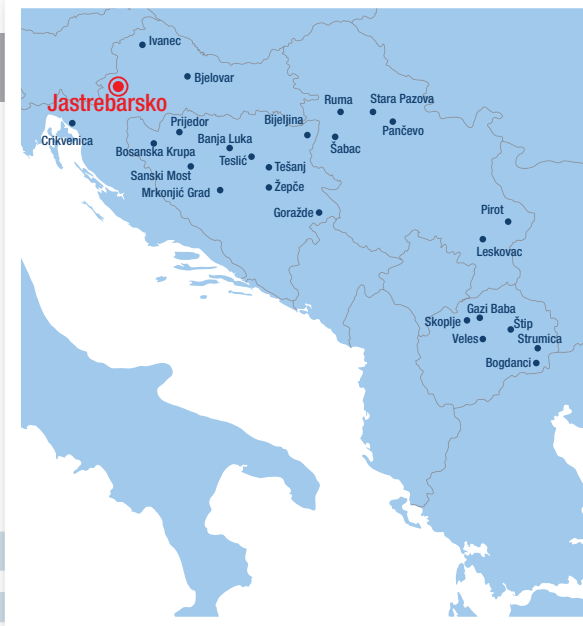 Ivanec
Bjelovar
Jastrebarsko
Crikvenica
Ruma
Stara Pazova
Prijedor
Bijeljina
Pančevo
Banja Luka
Šabac
Bosanska Krupa
Teslić
Tešanj
Sanski Most
Žepče
Mrkonjić Grad
Goražde
Pirot
Leskovac
Gazi Baba
Skoplje
Štip
Veles
Strumica
Bogdanci